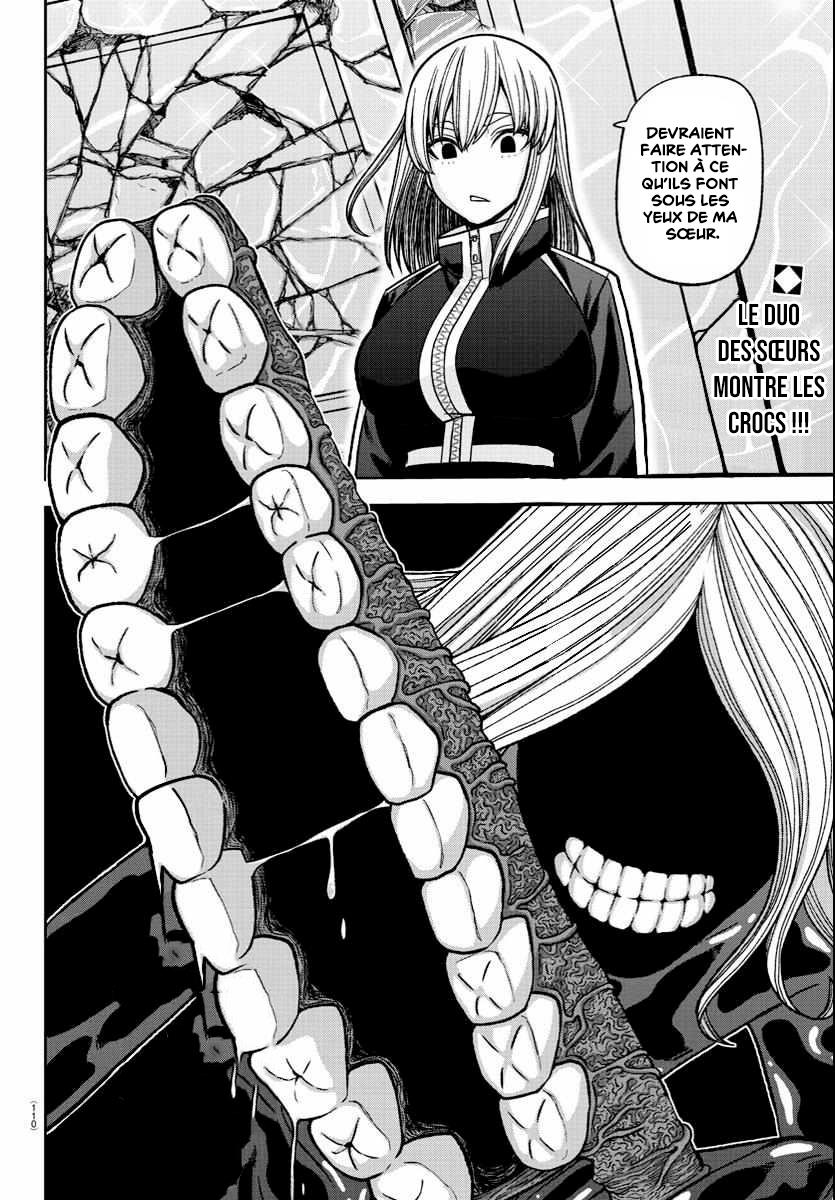 DEVRAIENT
FAIRE ATTEN-
TION À CE
QU'ILS FONT
SOUS LES
YEUX DE MA
SŒUR.
LE DUO
DES SŒURS
MONTRE LES
CROCS !!!
110